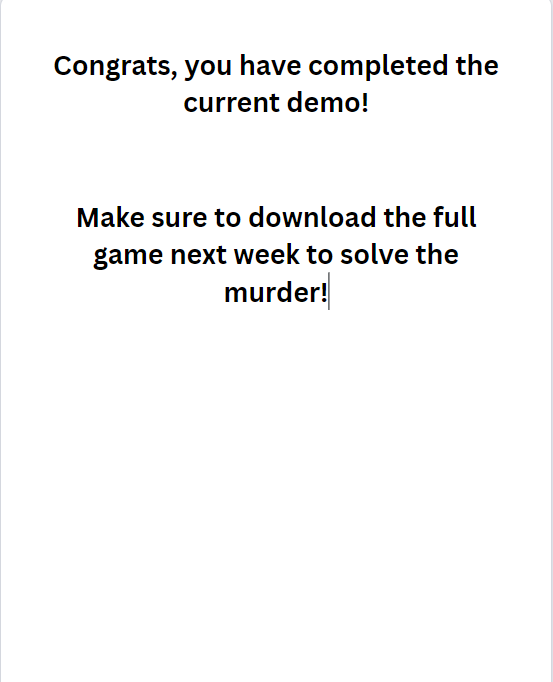 Congrats, you have completed the
current demo!
Make sure to download the full
game next week to solve the
murder!